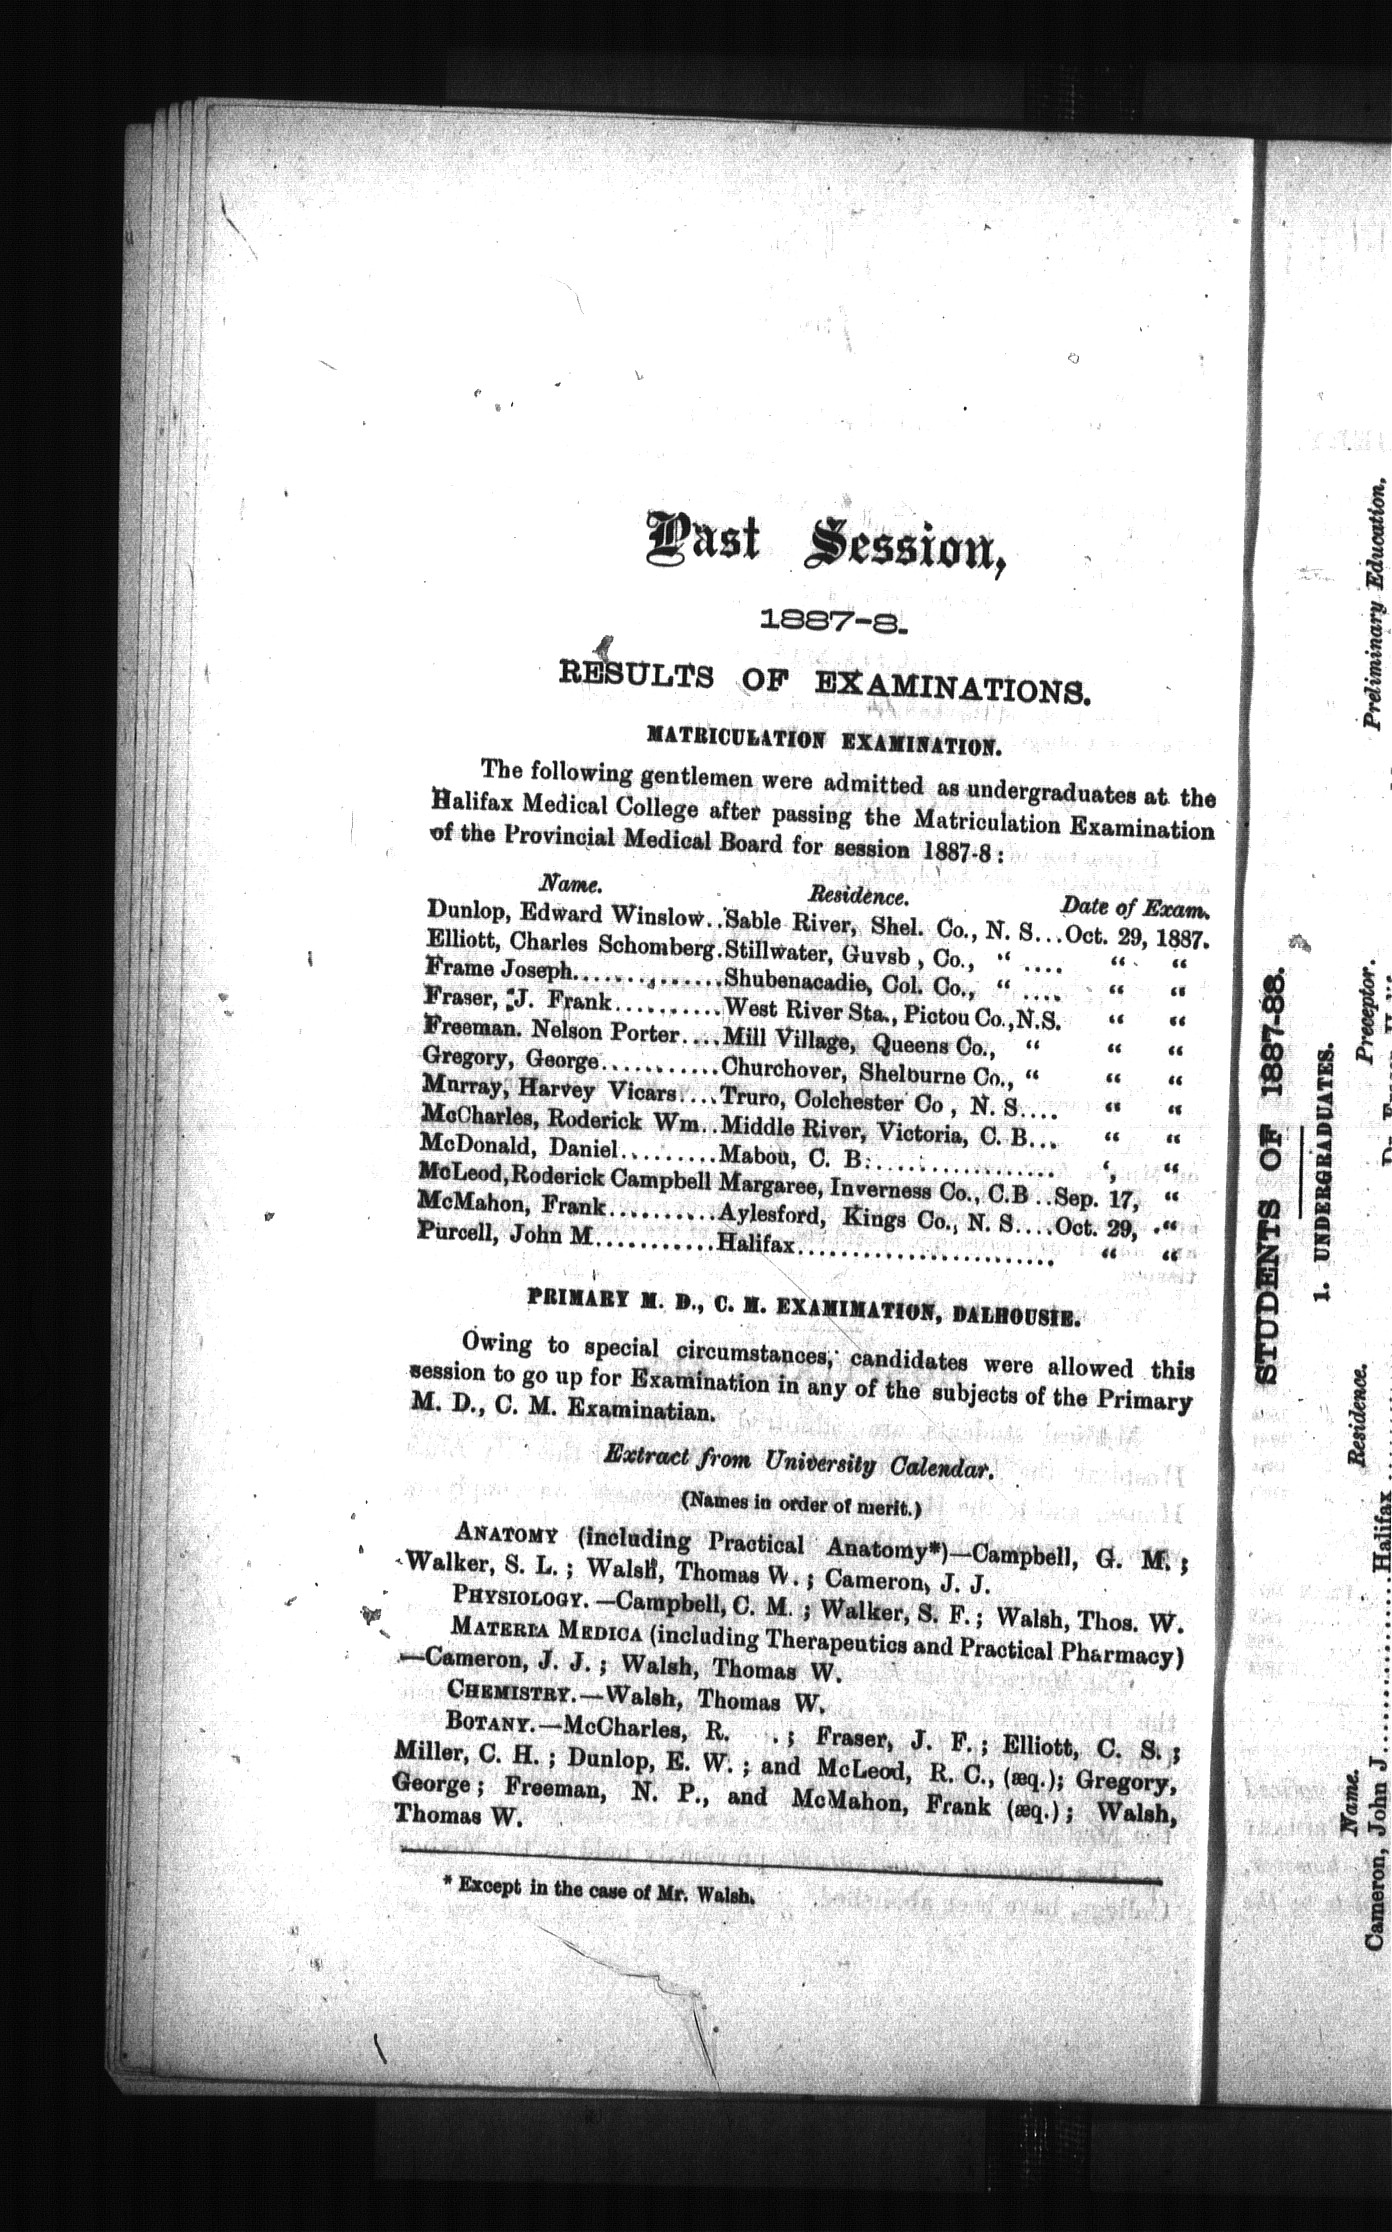 Past Session,
1887-8.
RESULTS OF EXAMINATIONS.
MATRICULATION EXAMINATION.
The following gentlemen were admitted as undergraduates at the
Halifax Medical College after passing the Matriculation Examination
of the Provincial Medical Board for session 1887-8:
Name. Residence. Date of Exam.
Dunlop, Edward Winslow..Sable River, Shel. Co., N. S...Oct. 29, 1887.
Elliott, Charles Schomberg.Stillwater, Guysb , Co., " .... " "
Frame Joseph..............Shubenacadie, Col. Co., " .... " "
Fraser, J. Frank..........West River Sta., Pictou Co.,N.S. " "
Freeman. Nelson Porter....Mill Village, Queens Co., " " "
Gregory, George...........Churchover, Shelburne Co., " " "
Murray, Harvey Vicars....Truro, Colchester Co , N. S.... " "
McCharles, Roderick Wm..Middle River, Victoria, C. B... " "
McDonald, Daniel.........Mabou, C. B.................. ‘, "
McLeod,Roderick Campbell Margaree, Inverness Co., C.B ..Sep. 17, "
McMahon, Frank..........Aylesford, Kings Co., N. S....Oct. 29, "
Purcell, John M...........Halifax........................ " "
PRIMARY M. D., C. M. EXAMIMATION, DALHOUSIE.
Owing to special circumstances, candidates were allowed this
session to go up for Examination in any of the subjects of the Primary
M. D., C. M. Examinatian.
Extract from University Calendar.
(Names in order of merit.)
ANATOMY (including Practical Anatomy*)—Campbell, G. M. ;
Walker, S. L. ; Walsh, Thomas W. ; Cameron, J. J.
PHYSIOLOGY. —Campbell, C. M. ; Walker, S. F. ; Walsh, Thos. W.
MATERIA MEDICA (including Therapeutics and Practical Pharmacy)
—Cameron, J. J. ; Walsh, Thomas W.
CHEMISTRY.—Walsh, Thomas W.
BOTANY.—McCharles, R. . ; Fraser, J. F. ; Elliott, C. S. ;
Miller, C. H. ; Dunlop, E. W. ; and McLeod, R. C., (æq.); Gregory,
George ; Freeman, N. P., and McMahon, Frank (æq.) ; Walsh,
Thomas W.
* Except in the case of Mr. Walsh.
STUDENTS OF 1887-88.
1. UNDERGRADUATES.
Name. Residence. Preceptor. Preliminary Education,
Cameron, John J..............Halifax